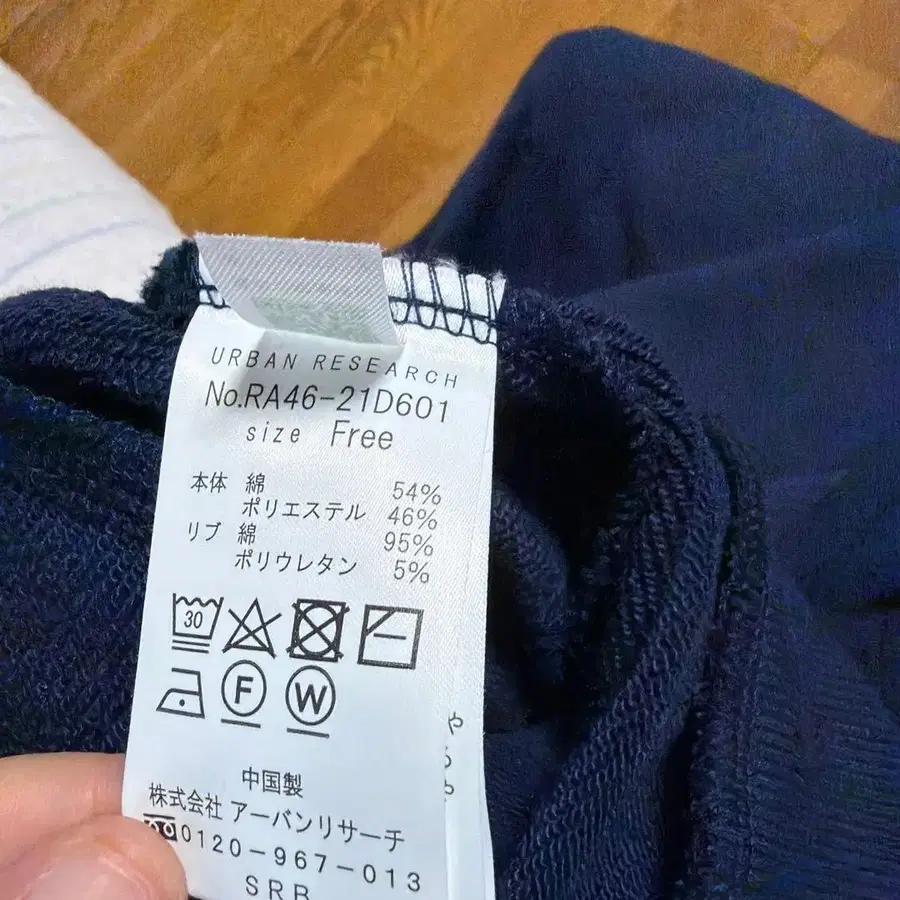 URBAN RESEARCH
No.RA46-21D601
size Free
本体 綿 54%
ポリエステル 46%
リブ 綿 95%
ポリウレタン 5%
30
F W
中国製
株式会社 アーバンリサーチ
0120-967-013
SRB